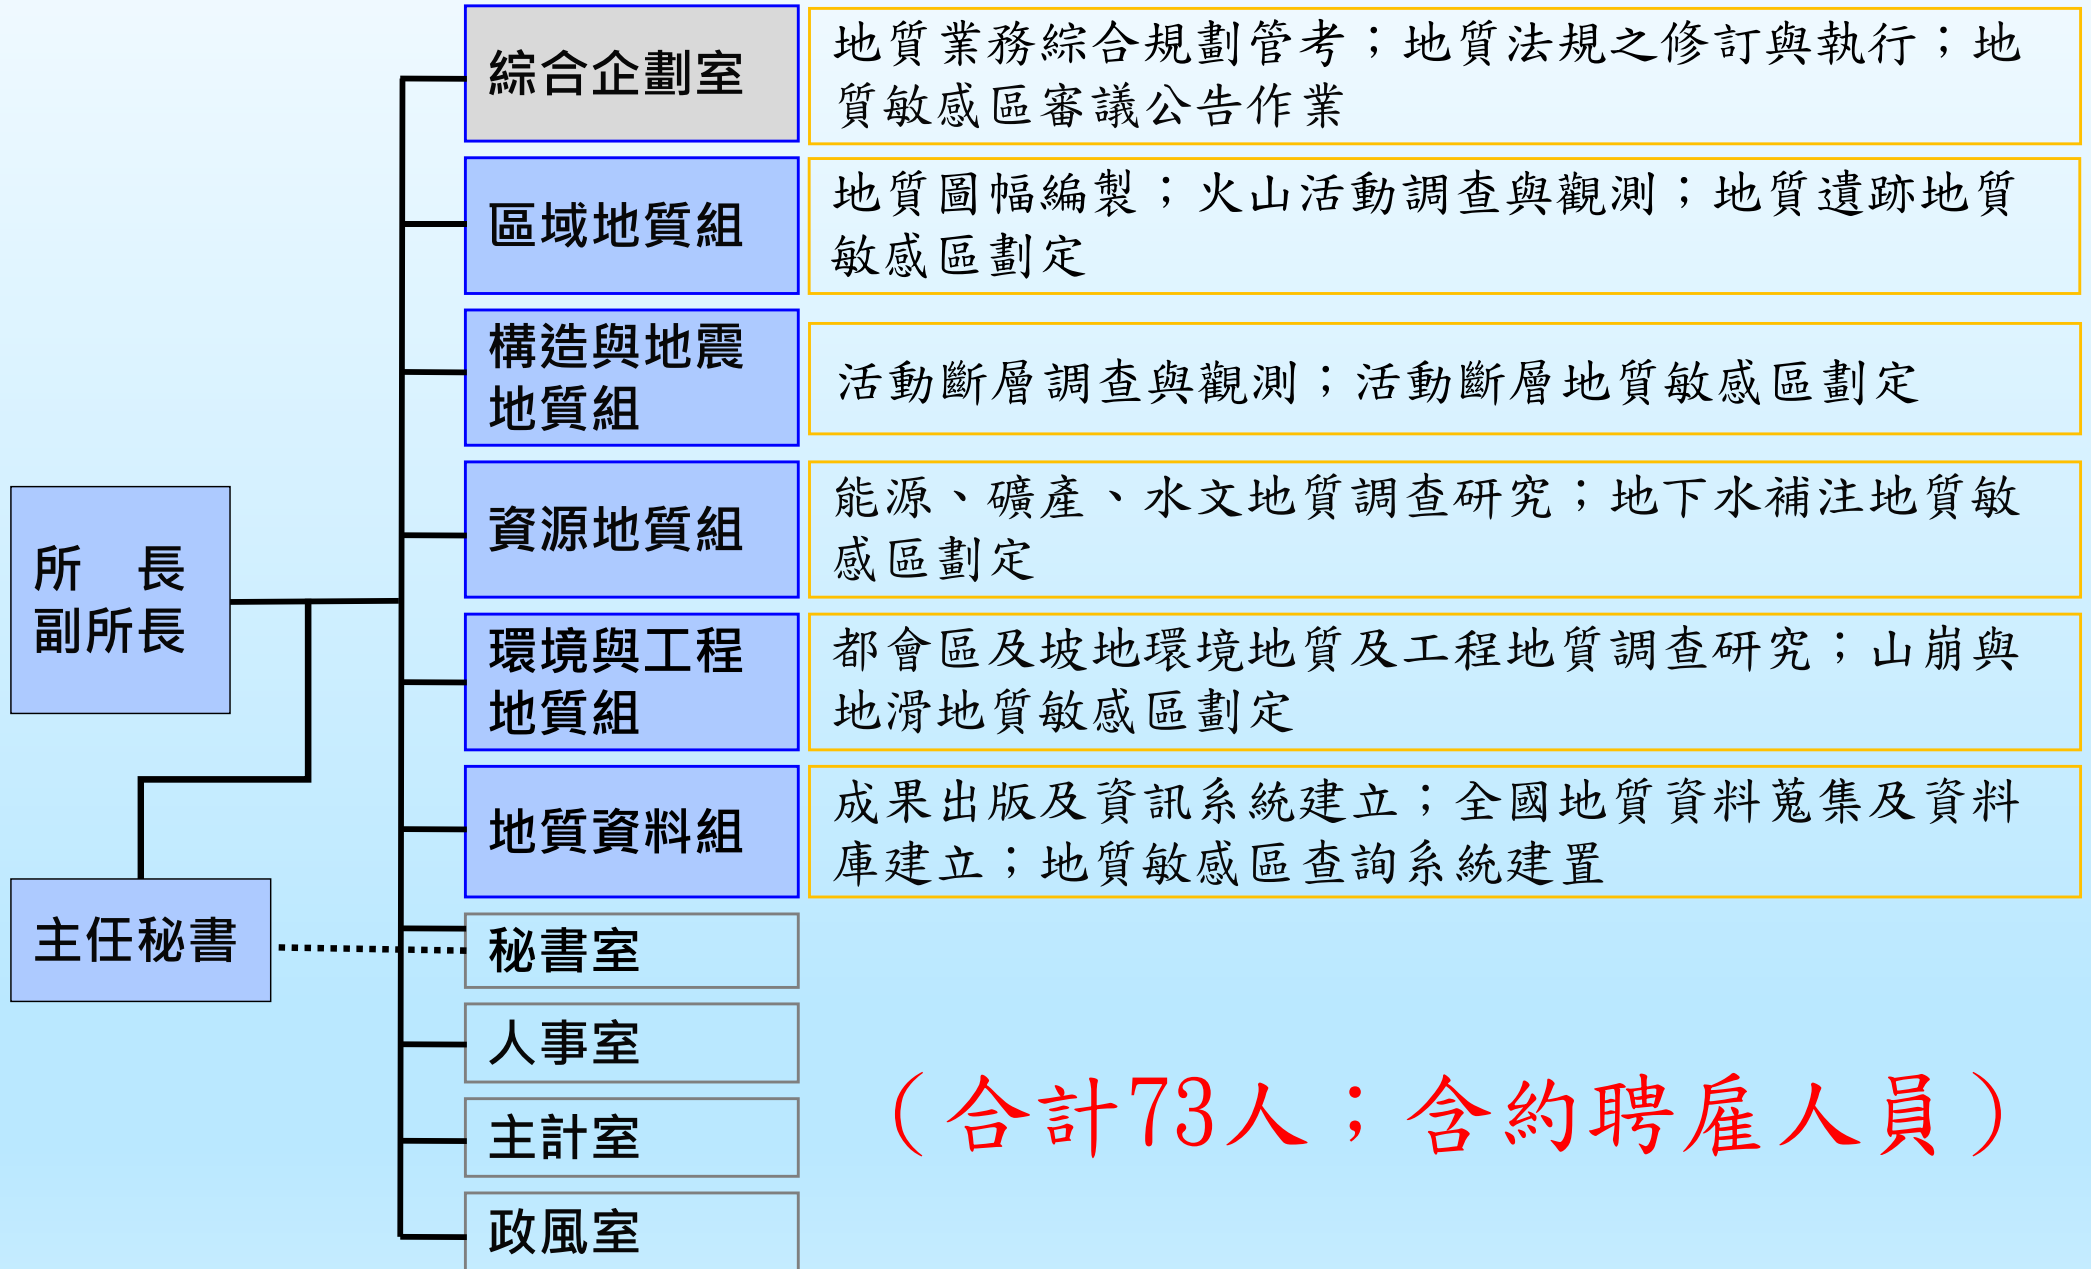 綜合企劃室
地質業務綜合規劃管考；地質法規之修訂與執行；地
質敏感區審議公告作業
區域地質組
地質圖幅編製；火山活動調查與觀測；地質遺跡地質
敏感區劃定
構造與地震
地質組
活動斷層調查與觀測；活動斷層地質敏感區劃定
資源地質組
能源、礦產、水文地質調查研究；地下水補注地質敏
感區劃定
所　長
副所長
環境與工程
地質組
都會區及坡地環境地質及工程地質調查研究；山崩與
地滑地質敏感區劃定
地質資料組
成果出版及資訊系統建立；全國地質資料蒐集及資料
庫建立；地質敏感區查詢系統建置
主任秘書
秘書室
人事室
主計室
政風室
（合計73人；含約聘雇人員）